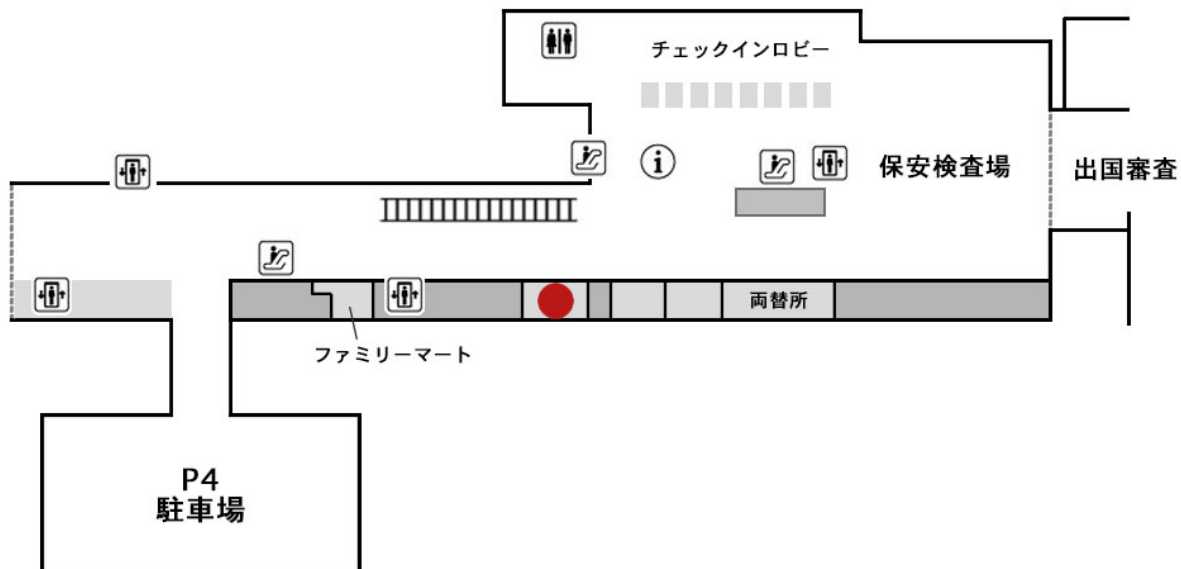 チェックインロビー
i
保安検査場
出国審査
両替所
ファミリーマート
P4
駐車場